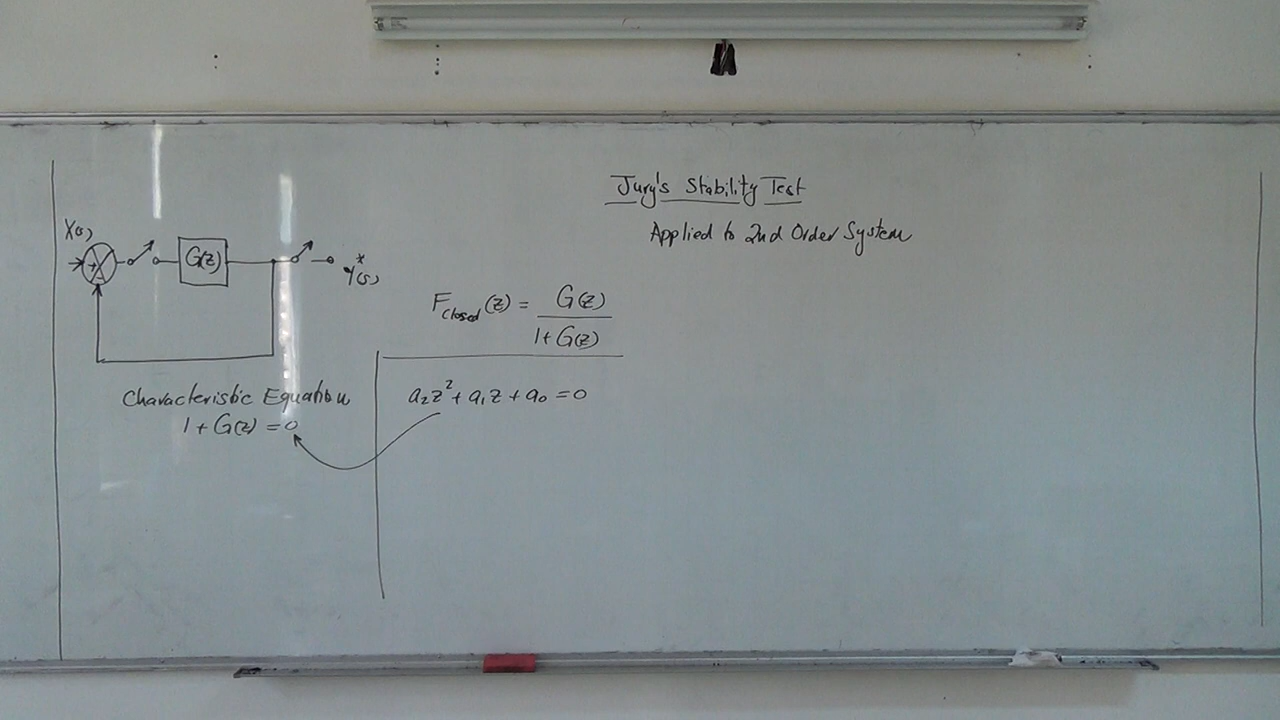 Jury's Stability Test
Applied to 2nd Order System
X(s)
+
-
G(z)
Y*(s)
F_closed(z) = G(z) / 1+G(z)
Characteristic Equation
1 + G(z) = 0
a₂z² + a₁z + a₀ = 0